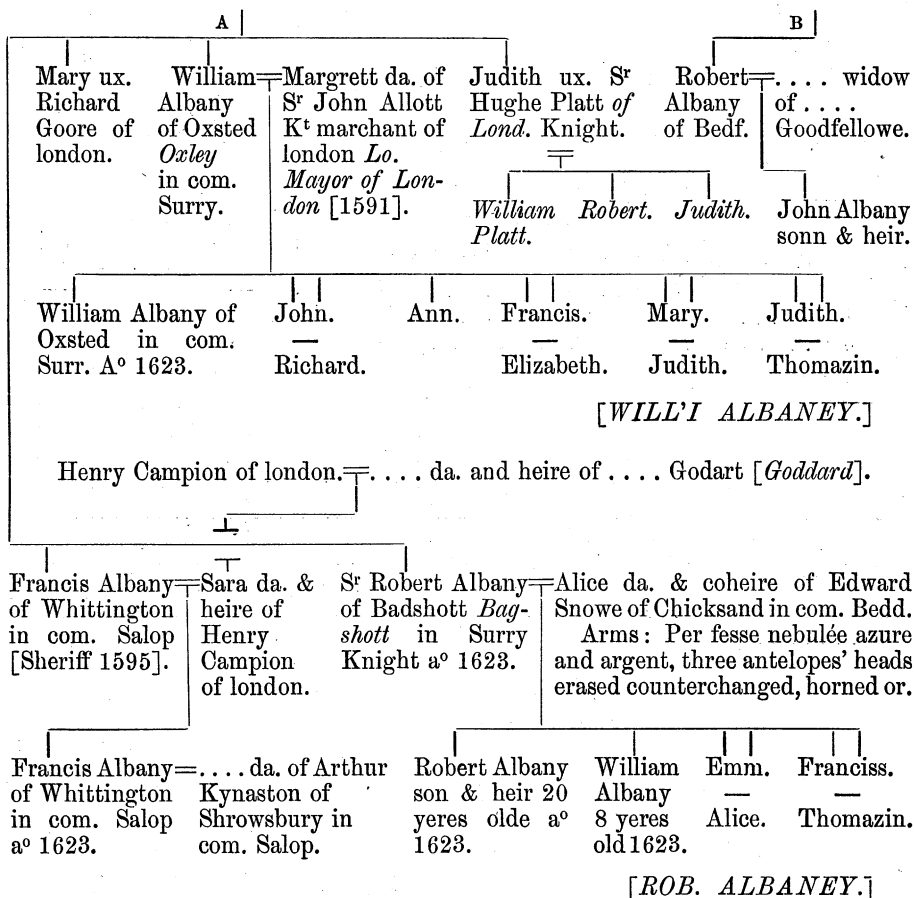 A B
Mary ux.
Richard
Goore of
london.
William=Margrett da. of
Albany
of Oxsted
Oxley
in com.
Surry.
Sr John Allott
Kt marchant of
london Lo.
Mayor of Lon-
don [1591].
Judith ux. Sr
Hughe Platt of
Lond. Knight.
William
Platt.
Robert.
Judith.
Robert=. . . . widow
Albany
of Bedf.
of . . . .
Goodfellowe.
John Albany
sonn & heir.
William Albany of
Oxsted in com.
Surr. Ao 1623.
John.
—
Richard.
Ann.
Francis.
—
Elizabeth.
Mary.
—
Judith.
Judith.
—
Thomazin.
[WILL'I ALBANEY.]
Henry Campion of london.=. . . . da. and heire of . . . . Godart [Goddard].
Francis Albany=Sara da. &
of Whittington
in com. Salop
[Sheriff 1595].
heire of
Henry
Campion
of london.
Sr Robert Albany=Alice da. & coheire of Edward
of Badshott Bag-
shott in Surry
Knight ao 1623.
Snowe of Chicksand in com. Bedd.
Arms : Per fesse nebulée azure
and argent, three antelopes' heads
erased counterchanged, horned or.
Francis Albany=. . . . da. of Arthur
of Whittington
in com. Salop
ao 1623.
Kynaston of
Shrowsbury in
com. Salop.
Robert Albany
son & heir 20
yeres olde ao
1623.
William
Albany
8 yeres
old 1623.
Emm.
—
Alice.
Franciss.
—
Thomazin.
[ROB. ALBANEY.]